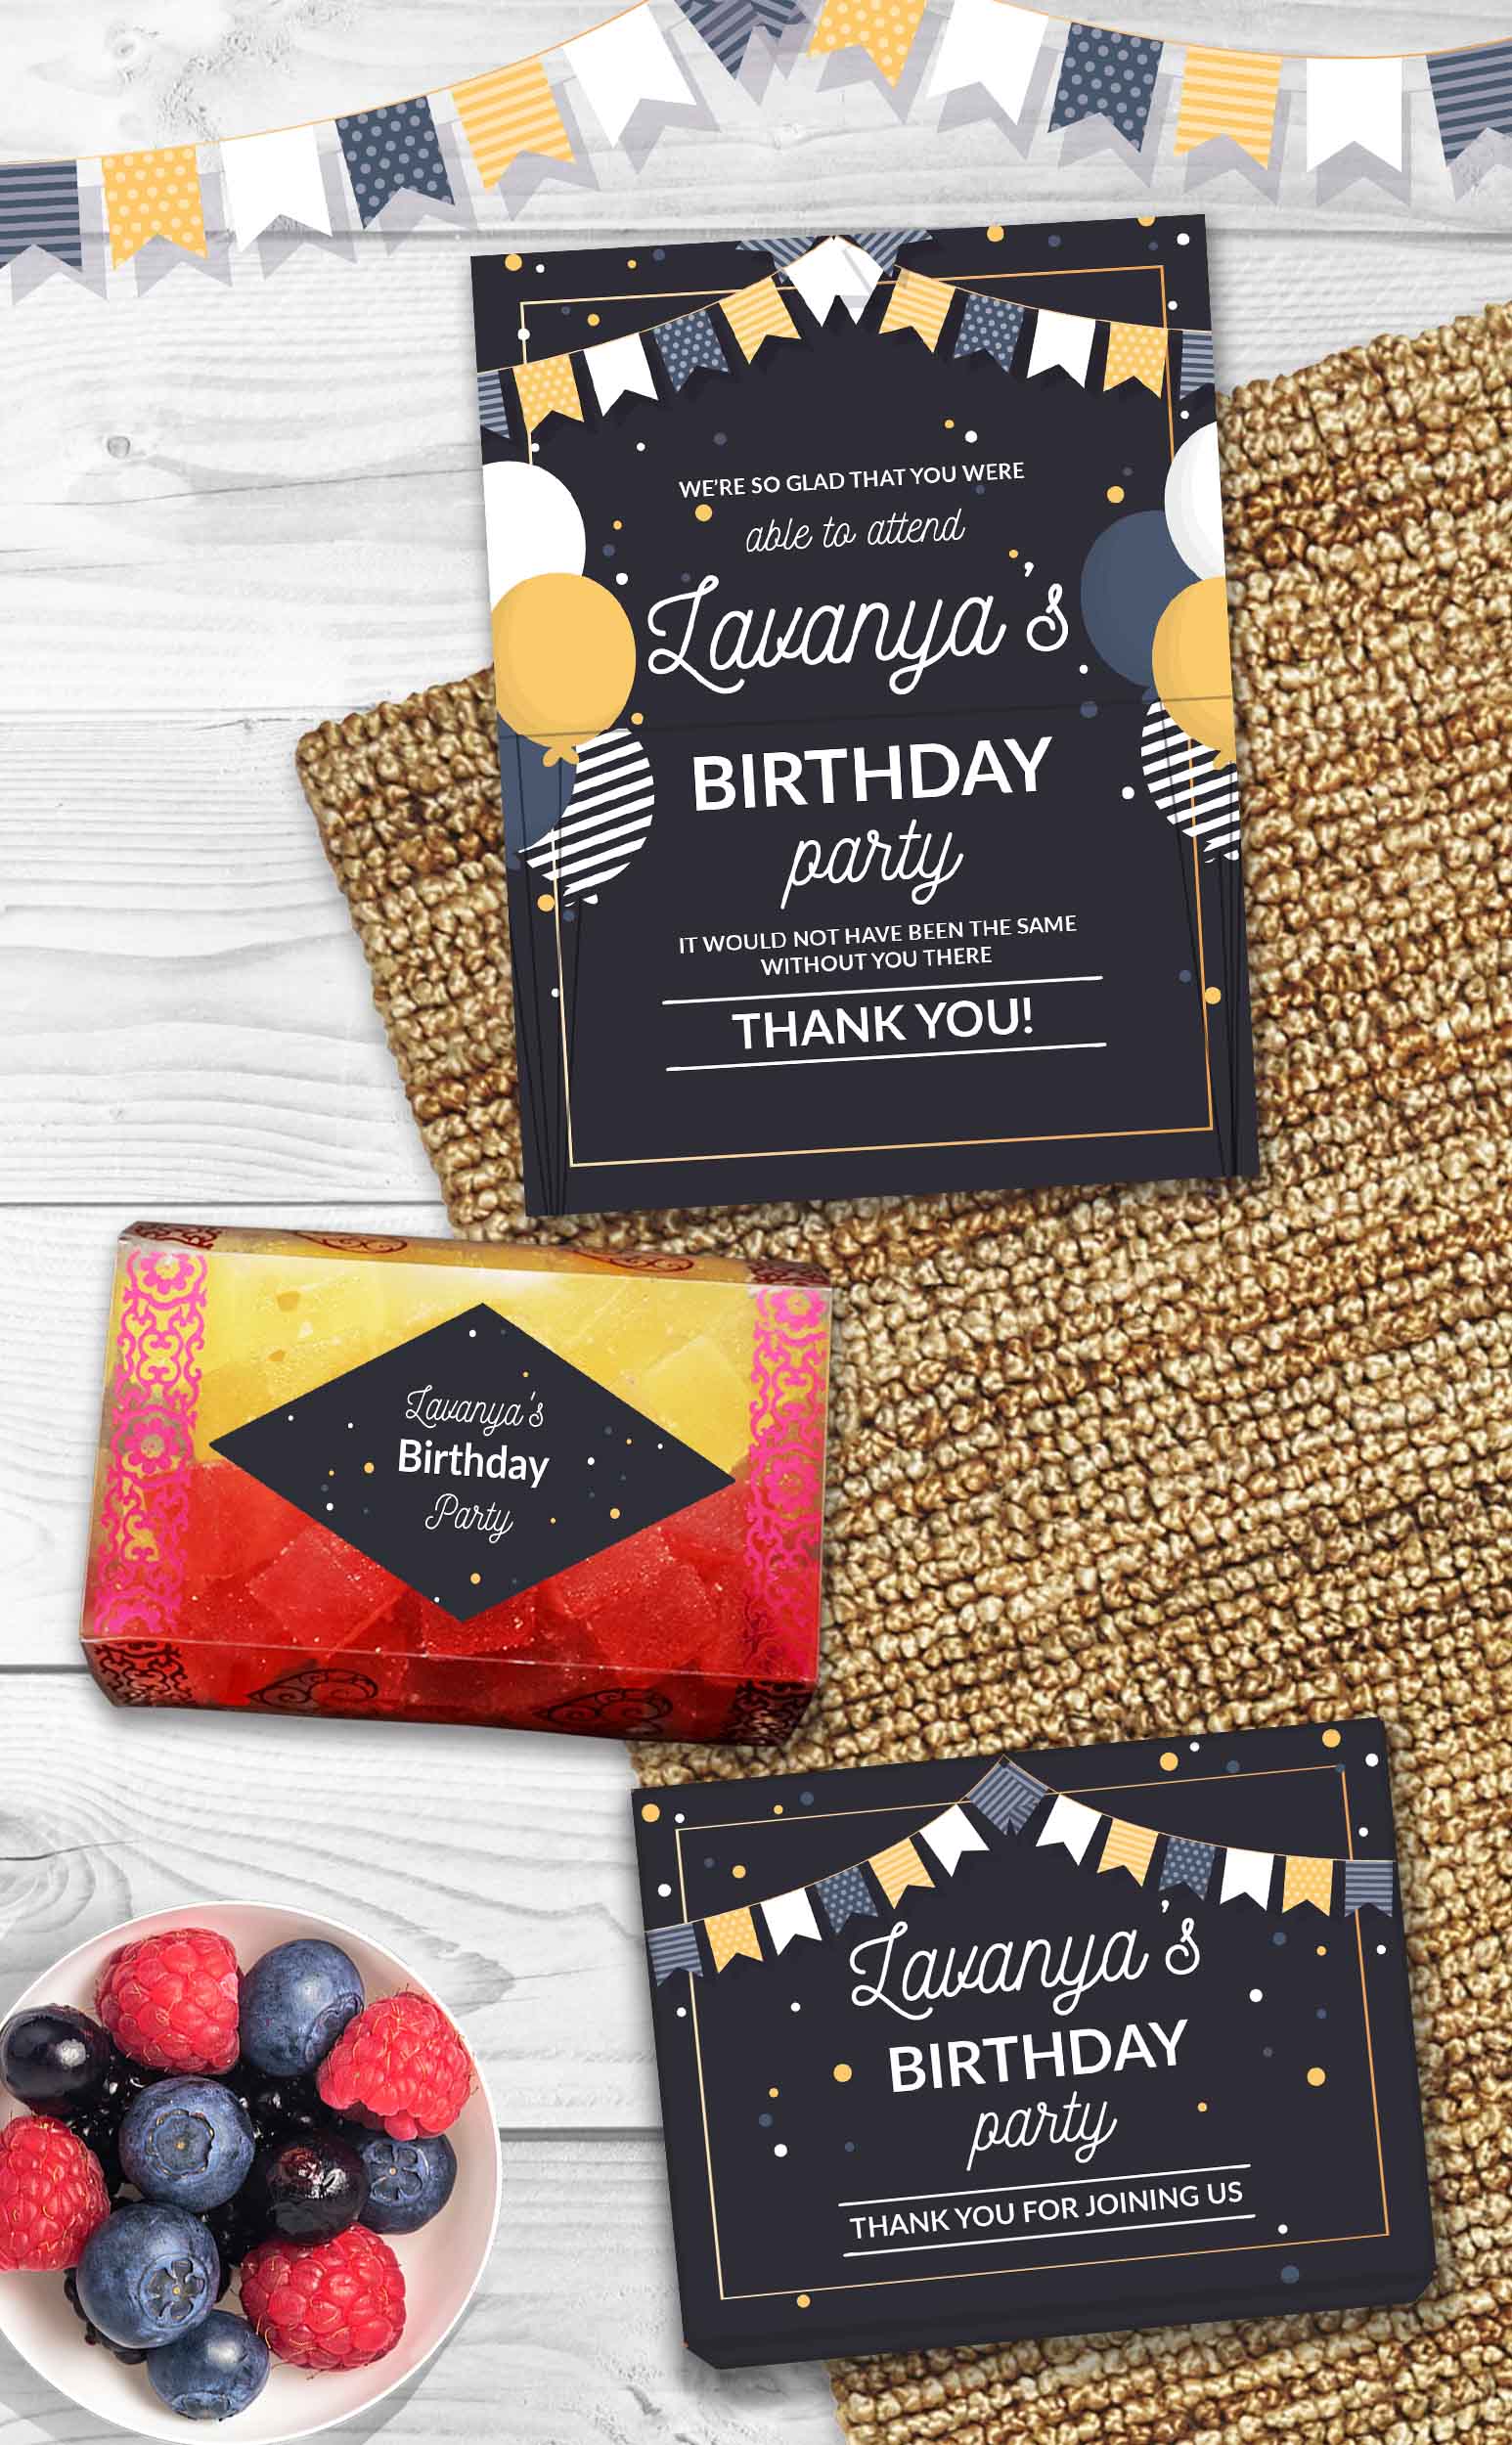 WE'RE SO GLAD THAT YOU WERE
able to attend
Lavanya's
BIRTHDAY
party
IT WOULD NOT HAVE BEEN THE SAME
WITHOUT YOU THERE
THANK YOU!
Lavanya's
Birthday
Party
Lavanya's
BIRTHDAY
party
THANK YOU FOR JOINING US